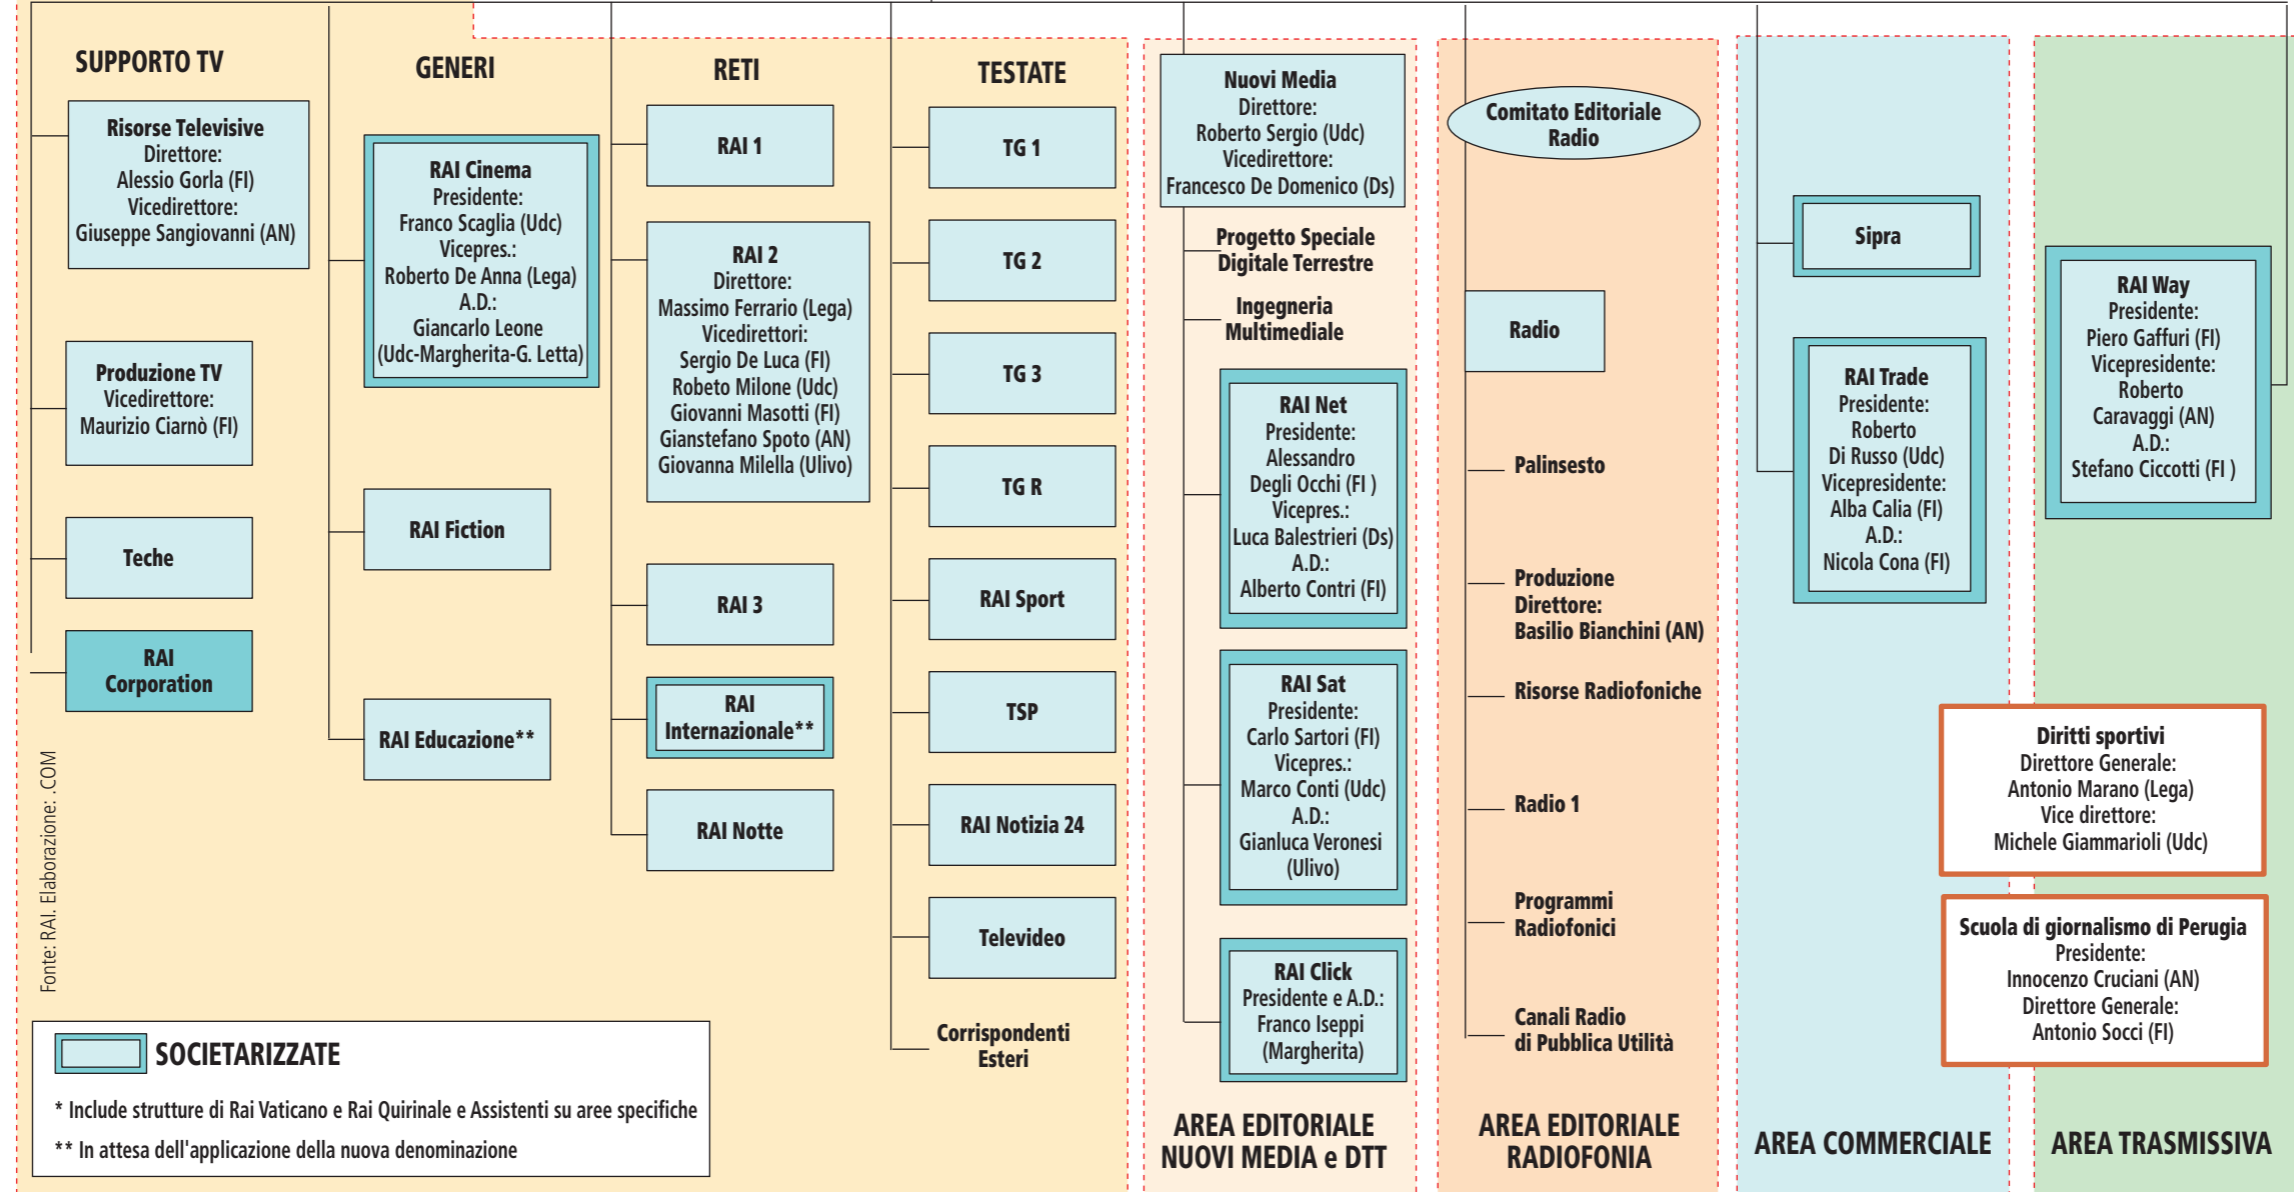 SUPPORTO TV
Risorse Televisive
Direttore:
Alessio Gorla (FI)
Vicedirettore:
Giuseppe Sangiovanni (AN)
Produzione TV
Vicedirettore:
Maurizio Ciarnò (FI)
Teche
RAI
Corporation
GENERI
RAI Cinema
Presidente:
Franco Scaglia (Udc)
Vicepres.:
Roberto De Anna (Lega)
A.D.:
Giancarlo Leone
(Udc-Margherita-G. Letta)
RAI Fiction
RAI Educazione**
RETI
RAI 1
RAI 2
Direttore:
Massimo Ferrario (Lega)
Vicedirettori:
Sergio De Luca (FI)
Robeto Milone (Udc)
Giovanni Masotti (FI)
Gianstefano Spoto (AN)
Giovanna Milella (Ulivo)
RAI 3
RAI
Internazionale**
RAI Notte
TESTATE
TG 1
TG 2
TG 3
TG R
RAI Sport
TSP
RAI Notizia 24
Televideo
Corrispondenti
Esteri
Nuovi Media
Direttore:
Roberto Sergio (Udc)
Vicedirettore:
Francesco De Domenico (Ds)
Progetto Speciale
Digitale Terrestre
Ingegneria
Multimediale
RAI Net
Presidente:
Alessandro
Degli Occhi (FI )
Vicepres.:
Luca Balestrieri (Ds)
A.D.:
Alberto Contri (FI)
RAI Sat
Presidente:
Carlo Sartori (FI)
Vicepres.:
Marco Conti (Udc)
A.D.:
Gianluca Veronesi
(Ulivo)
RAI Click
Presidente e A.D.:
Franco Iseppi
(Margherita)
AREA EDITORIALE
NUOVI MEDIA e DTT
Comitato Editoriale
Radio
Radio
Palinsesto
Produzione
Direttore:
Basilio Bianchini (AN)
Risorse Radiofoniche
Radio 1
Programmi
Radiofonici
Canali Radio
di Pubblica Utilità
AREA EDITORIALE
RADIOFONIA
Sipra
RAI Trade
Presidente:
Roberto
Di Russo (Udc)
Vicepresidente:
Alba Calia (FI)
A.D.:
Nicola Cona (FI)
AREA COMMERCIALE
RAI Way
Presidente:
Piero Gaffuri (FI)
Vicepresidente:
Roberto
Caravaggi (AN)
A.D.:
Stefano Ciccotti (FI )
Diritti sportivi
Direttore Generale:
Antonio Marano (Lega)
Vice direttore:
Michele Giammarioli (Udc)
Scuola di giornalismo di Perugia
Presidente:
Innocenzo Cruciani (AN)
Direttore Generale:
Antonio Socci (FI)
AREA TRASMISSIVA
Fonte: RAI. Elaborazione: .COM
SOCIETARIZZATE
* Include strutture di Rai Vaticano e Rai Quirinale e Assistenti su aree specifiche
** In attesa dell'applicazione della nuova denominazione